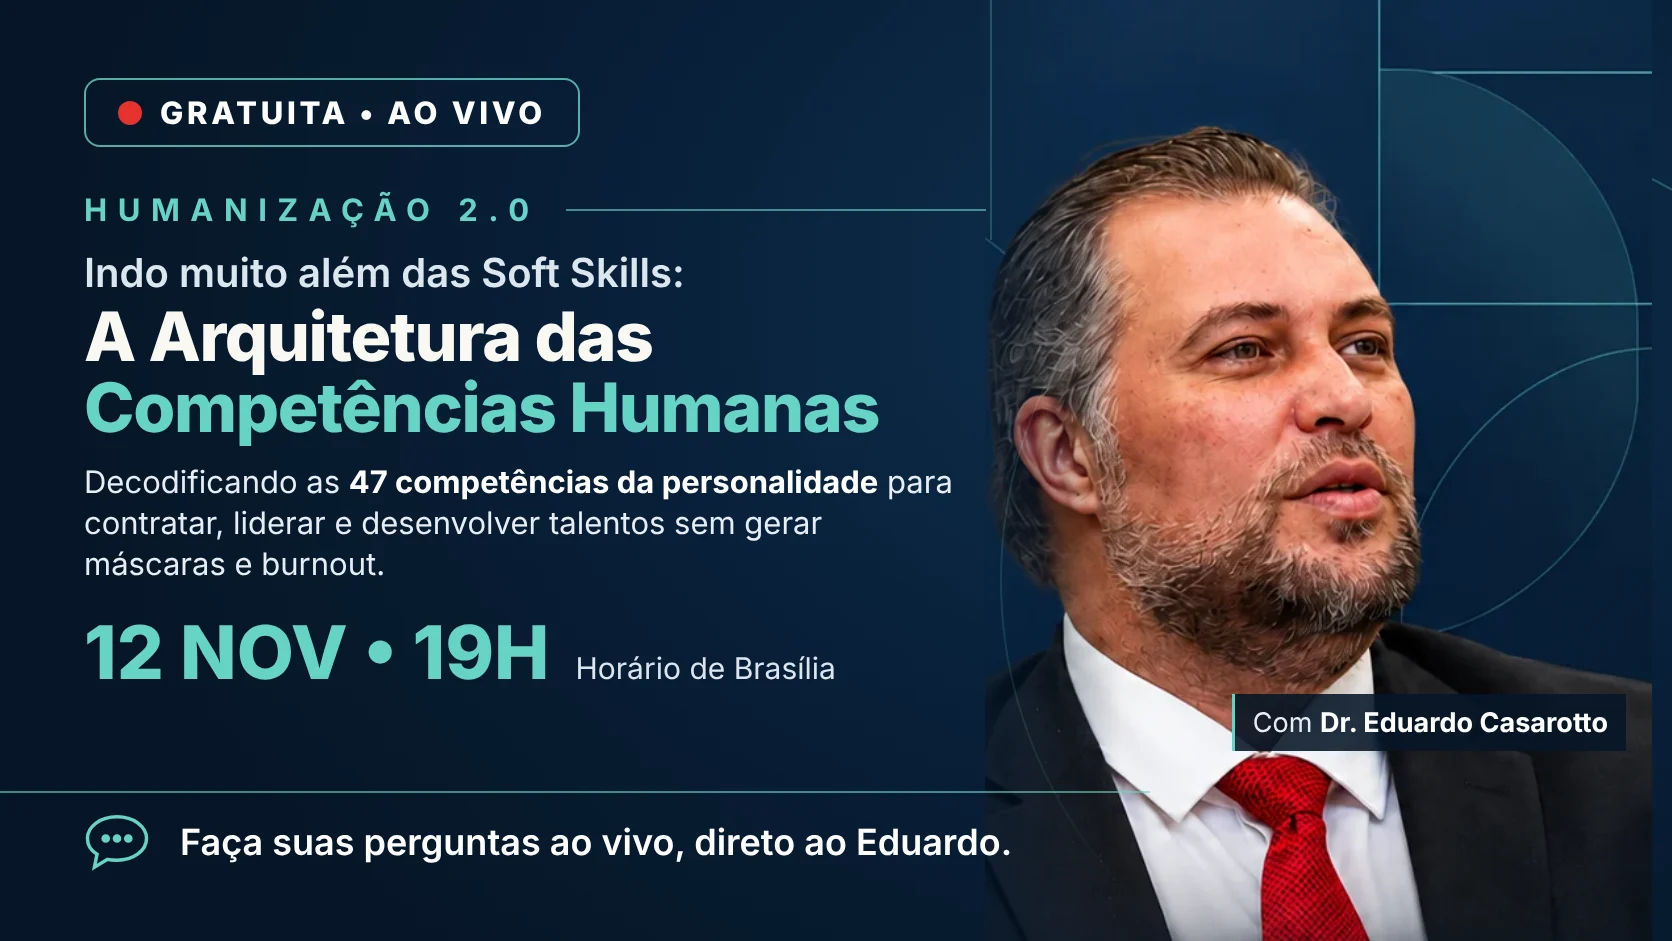 GRATUITA • AO VIVO
HUMANIZAÇÃO 2.0
Indo muito além das Soft Skills:
A Arquitetura das
Competências Humanas
Decodificando as 47 competências da personalidade para
contratar, liderar e desenvolver talentos sem gerar
máscaras e burnout.
12 NOV • 19H Horário de Brasília
Com Dr. Eduardo Casarotto
Faça suas perguntas ao vivo, direto ao Eduardo.